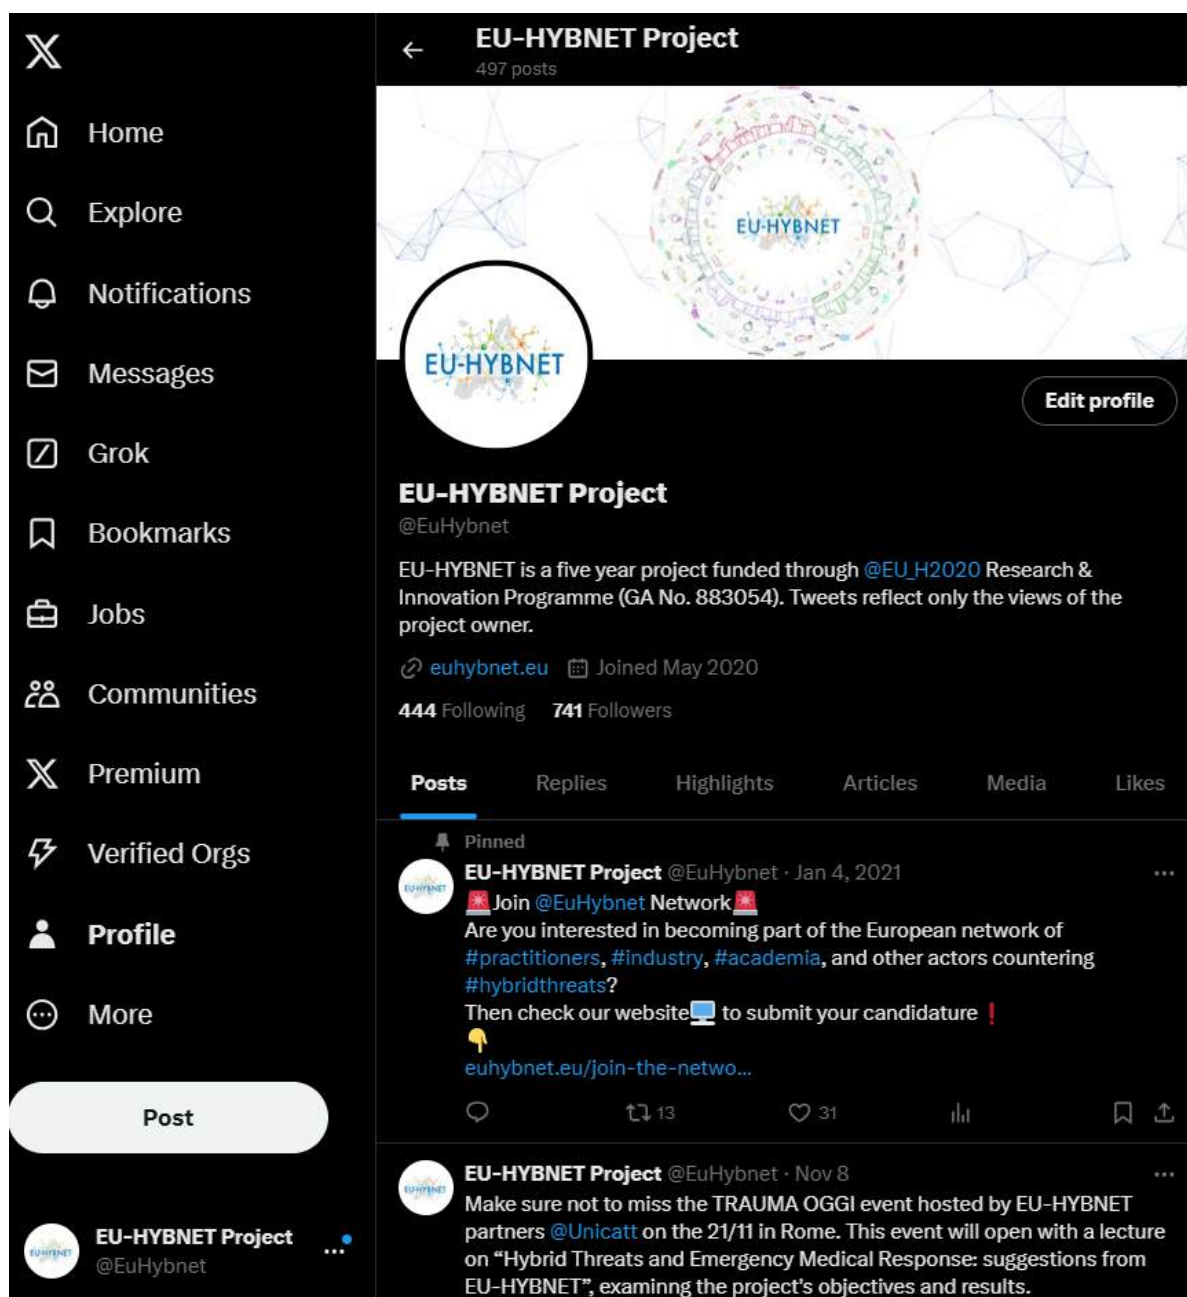 Home
Explore
Notifications
Messages
Grok
Bookmarks
Jobs
Communities
Premium
Verified Orgs
Profile
More
Post
EU-HYBNET Project
@EuHybnet
EU-HYBNET Project
497 posts
EU-HYBNET
EU-HYBNET
Edit profile
EU-HYBNET Project
@EuHybnet
EU-HYBNET is a five year project funded through @EU_H2020 Research &
Innovation Programme (GA No. 883054). Tweets reflect only the views of the
project owner.
euhybnet.eu Joined May 2020
444 Following 741 Followers
Posts Replies Highlights Articles Media Likes
Pinned
EU-HYBNET Project @EuHybnet · Jan 4, 2021
🚨Join @EuHybnet Network🚨
Are you interested in becoming part of the European network of
#practitioners, #industry, #academia, and other actors countering
#hybridthreats?
Then check our website🖥️ to submit your candidature❗
👇
euhybnet.eu/join-the-netwo...
13 31
EU-HYBNET Project @EuHybnet · Nov 8
Make sure not to miss the TRAUMA OGGI event hosted by EU-HYBNET
partners @Unicatt on the 21/11 in Rome. This event will open with a lecture
on “Hybrid Threats and Emergency Medical Response: suggestions from
EU-HYBNET”, examinng the project's objectives and results.
EU-HYBNET
EU-HYBNET
EU-HYBNET